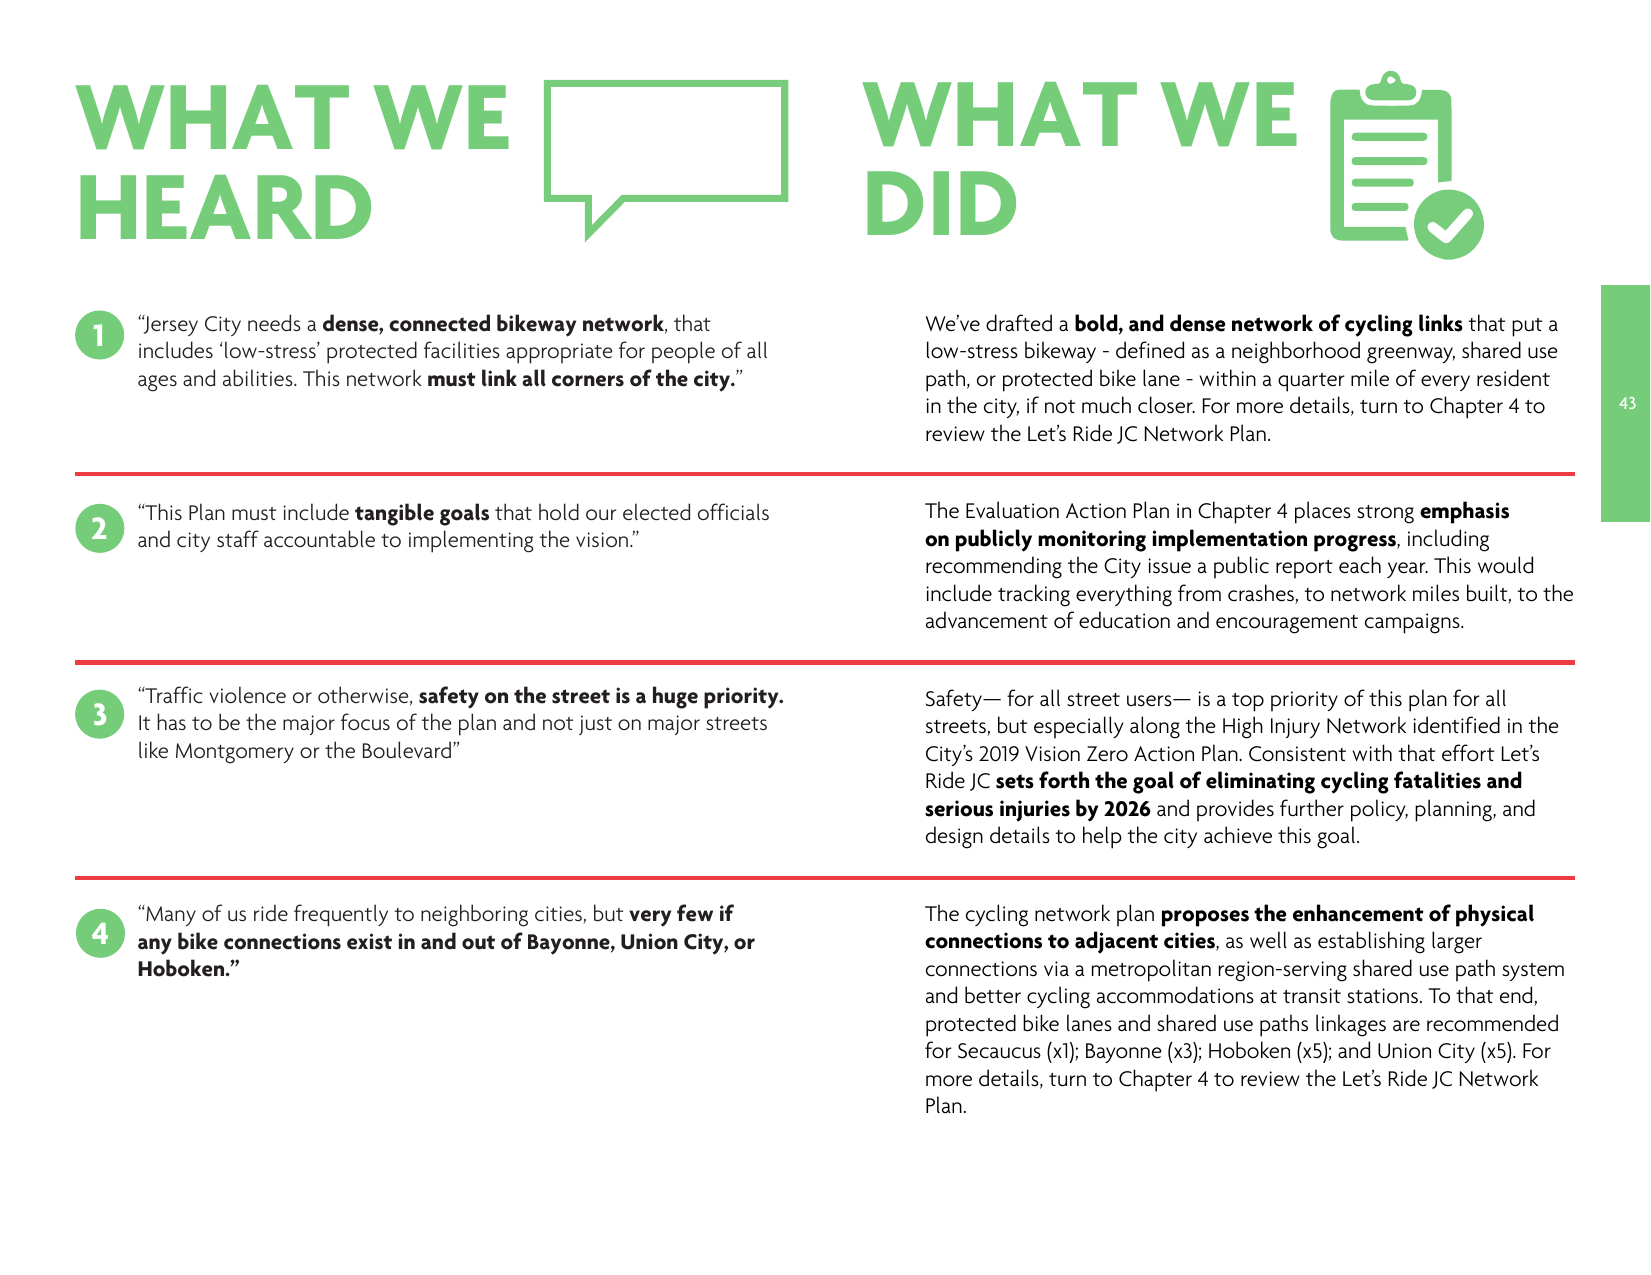 WHAT WE
HEARD
WHAT WE
DID
1
“Jersey City needs a dense, connected bikeway network, that
includes ‘low-stress’ protected facilities appropriate for people of all
ages and abilities. This network must link all corners of the city.”
We’ve drafted a bold, and dense network of cycling links that put a
low-stress bikeway - defined as a neighborhood greenway, shared use
path, or protected bike lane - within a quarter mile of every resident
in the city, if not much closer. For more details, turn to Chapter 4 to
review the Let’s Ride JC Network Plan.
43
2
“This Plan must include tangible goals that hold our elected officials
and city staff accountable to implementing the vision.”
The Evaluation Action Plan in Chapter 4 places strong emphasis
on publicly monitoring implementation progress, including
recommending the City issue a public report each year. This would
include tracking everything from crashes, to network miles built, to the
advancement of education and encouragement campaigns.
3
“Traffic violence or otherwise, safety on the street is a huge priority.
It has to be the major focus of the plan and not just on major streets
like Montgomery or the Boulevard”
Safety— for all street users— is a top priority of this plan for all
streets, but especially along the High Injury Network identified in the
City’s 2019 Vision Zero Action Plan. Consistent with that effort Let’s
Ride JC sets forth the goal of eliminating cycling fatalities and
serious injuries by 2026 and provides further policy, planning, and
design details to help the city achieve this goal.
4
“Many of us ride frequently to neighboring cities, but very few if
any bike connections exist in and out of Bayonne, Union City, or
Hoboken.”
The cycling network plan proposes the enhancement of physical
connections to adjacent cities, as well as establishing larger
connections via a metropolitan region-serving shared use path system
and better cycling accommodations at transit stations. To that end,
protected bike lanes and shared use paths linkages are recommended
for Secaucus (x1); Bayonne (x3); Hoboken (x5); and Union City (x5). For
more details, turn to Chapter 4 to review the Let’s Ride JC Network
Plan.